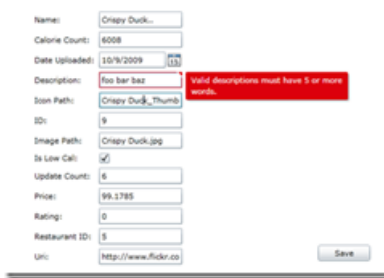 Name: Crispy Duck..
Calorie Count: 6008
Date Uploaded: 10/9/2009 15
Description: foo bar baz Valid descriptions must have 5 or more
words.
Icon Path: Crispy Duck_Thumb
ID: 9
Image Path: Crispy Duck.jpg
Is Low Cal:
Update Count: 6
Price: 99.1785
Rating: 0
Restaurant ID: 5
Uri: http://www.flickr.co
Save